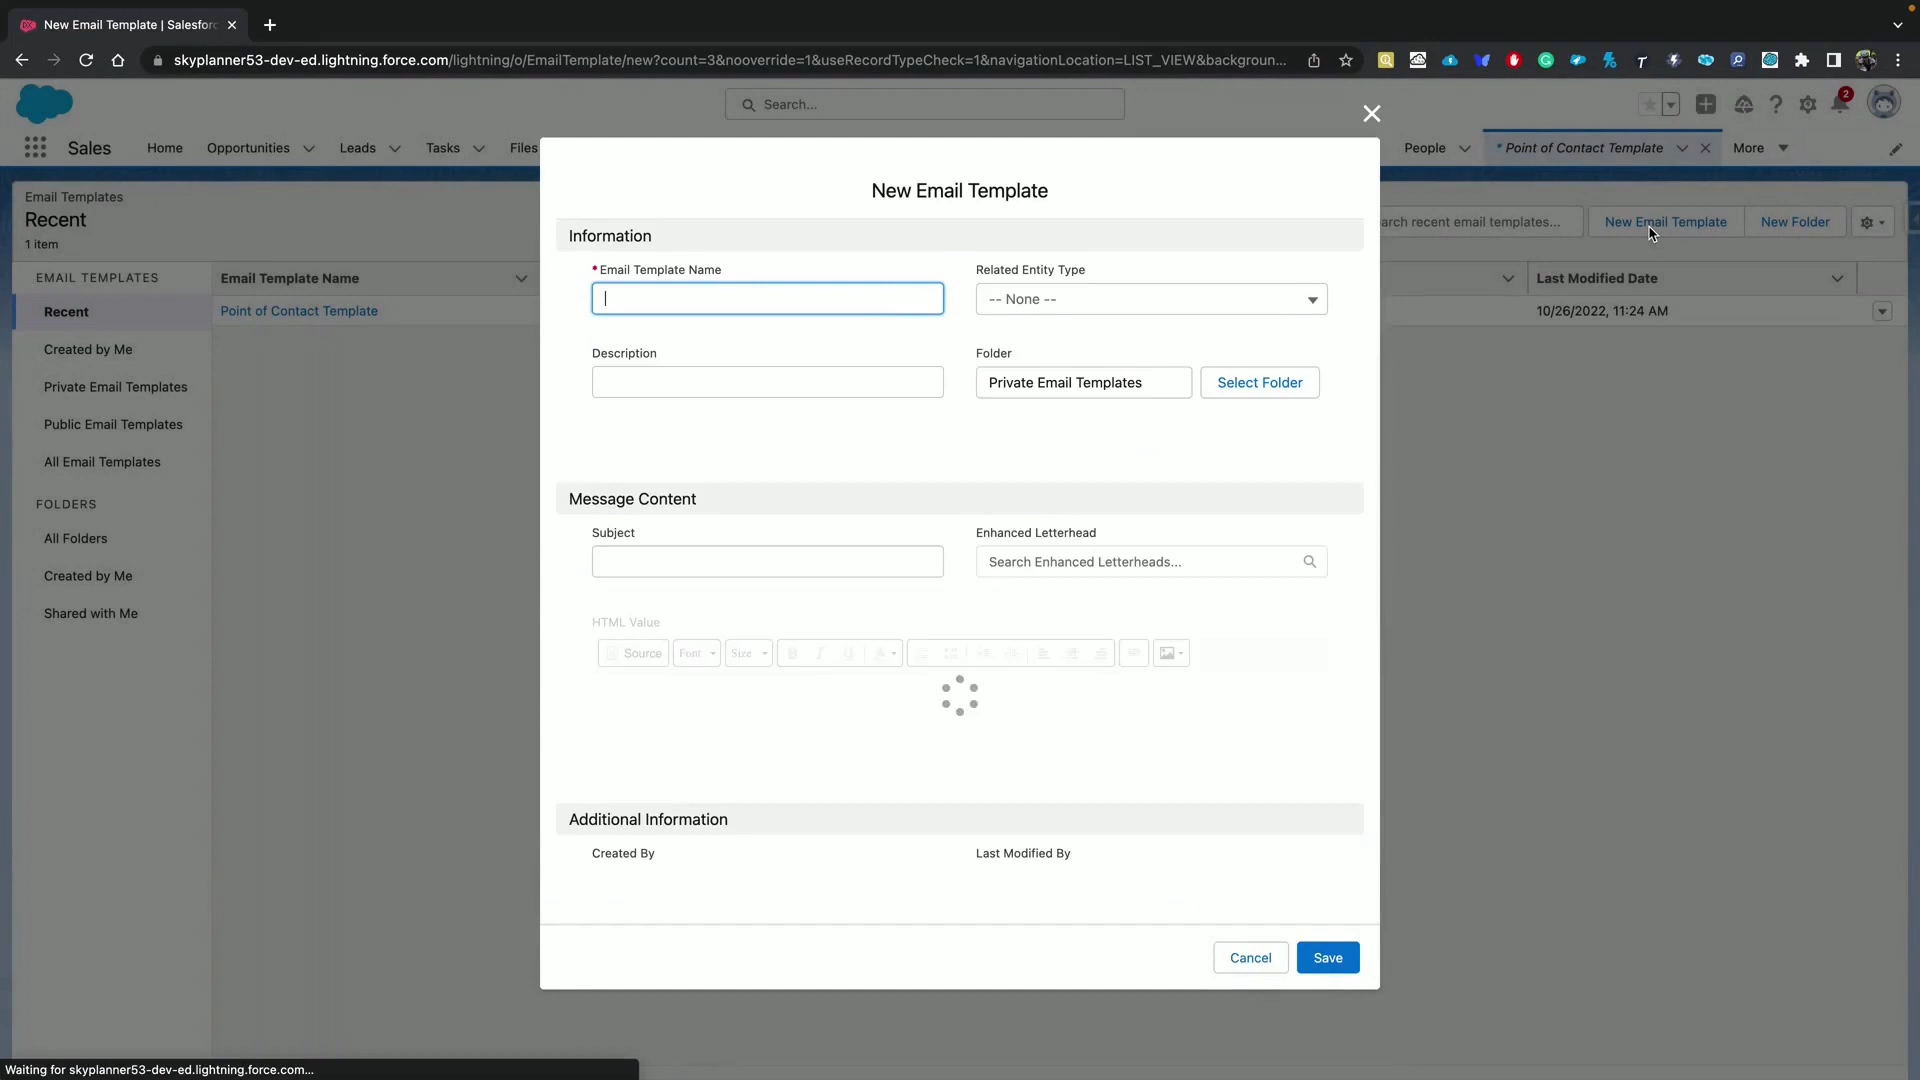 New Email Template | Salesforc
skyplanner53-dev-ed.lightning.force.com/lightning/o/EmailTemplate/new?count=3&nooverride=1&useRecordTypeCheck=1&navigationLocation=LIST_VIEW&backgroun...
Search...
2
Sales
Home
Opportunities
Leads
Tasks
Files
People
* Point of Contact Template
More
Email Templates
Recent
1 item
arch recent email templates...
New Email Template
New Folder
EMAIL TEMPLATES
Recent
Created by Me
Private Email Templates
Public Email Templates
All Email Templates
FOLDERS
All Folders
Created by Me
Shared with Me
Email Template Name
Last Modified Date
Point of Contact Template
10/26/2022, 11:24 AM
New Email Template
Information
*Email Template Name
Related Entity Type
-- None --
Description
Folder
Private Email Templates
Select Folder
Message Content
Subject
Enhanced Letterhead
Search Enhanced Letterheads...
HTML Value
Source
Font
Size
B I U
Additional Information
Created By
Last Modified By
Cancel
Save
Waiting for skyplanner53-dev-ed.lightning.force.com...